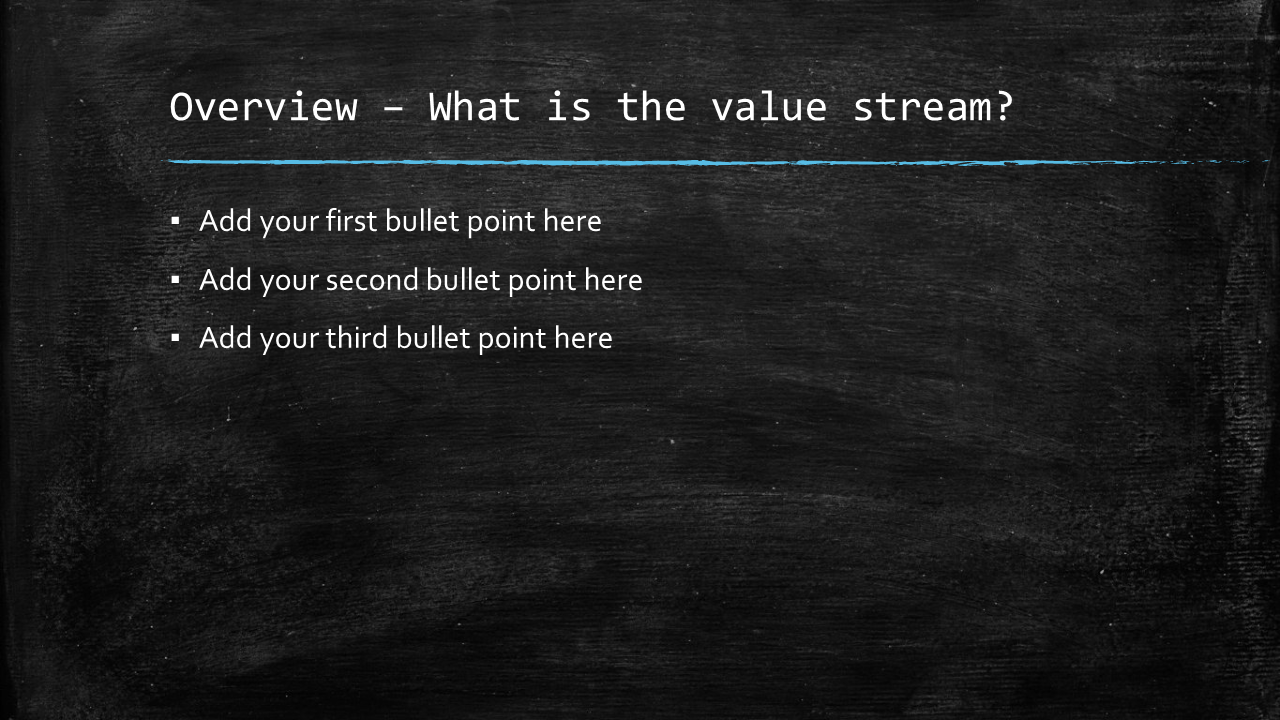 Overview – What is the value stream?
▪ Add your first bullet point here
▪ Add your second bullet point here
▪ Add your third bullet point here